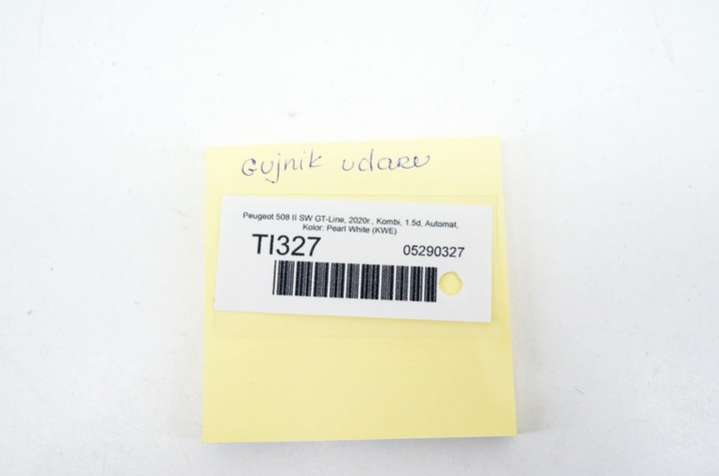 Gujnik udaru
Peugeot 508 II SW GT-Line, 2020r., Kombi, 1.5d, Automat,
Kolor: Pearl White (KWE)
TI327
05290327